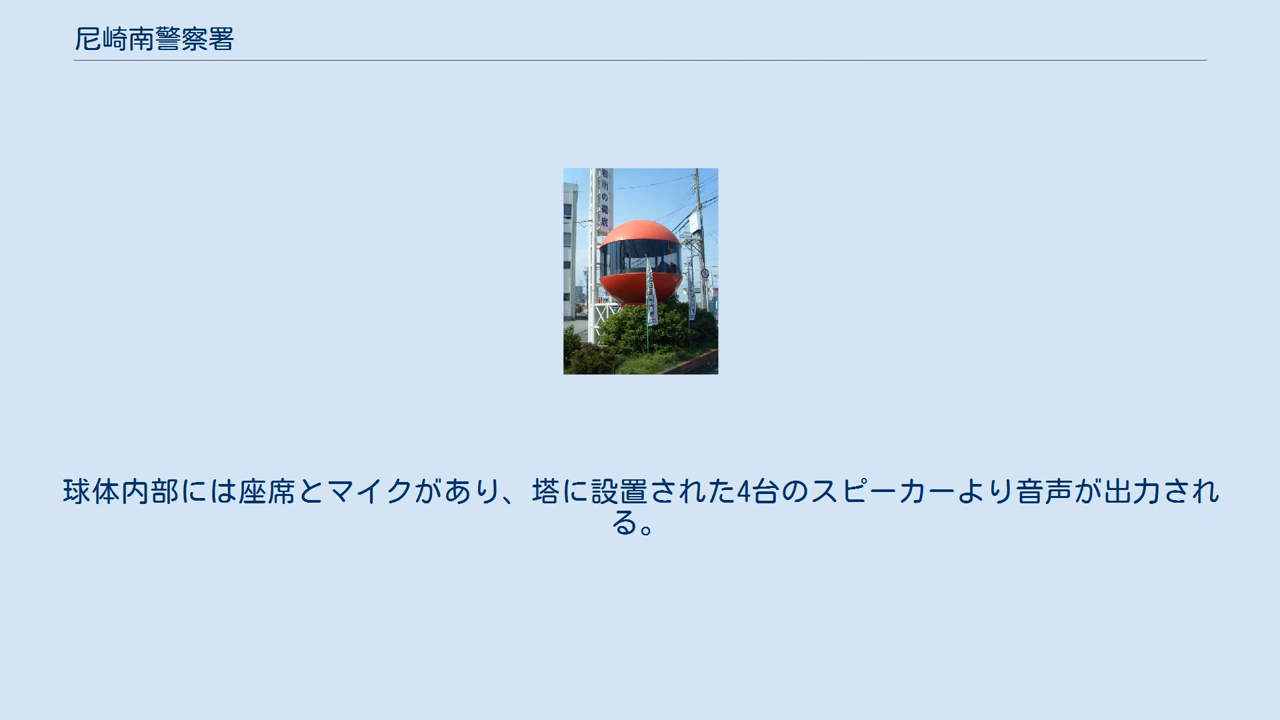 尼崎南警察署
の
球体内部には座席とマイクがあり、塔に設置された4台のスピーカーより音声が出力され
る。